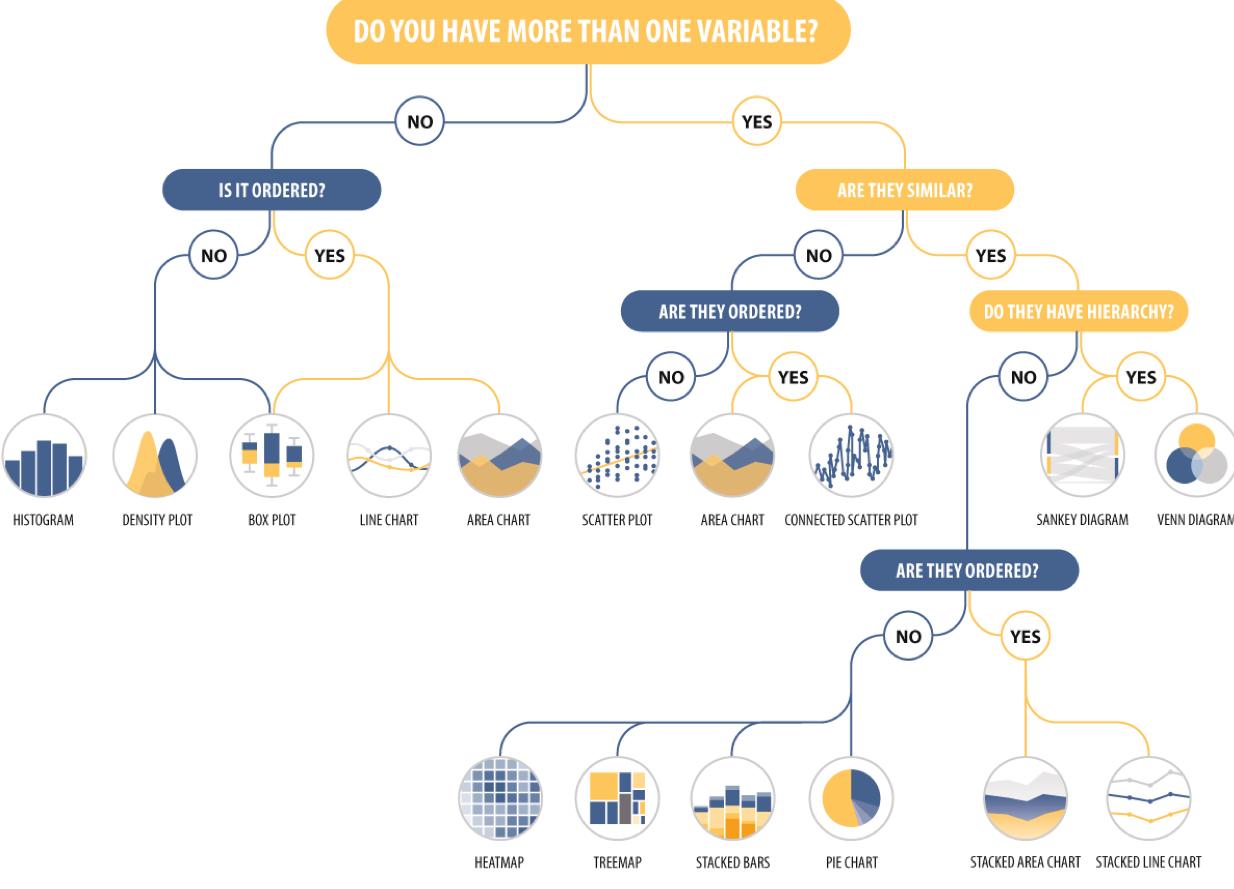 DO YOU HAVE MORE THAN ONE VARIABLE?
NO
YES
IS IT ORDERED?
ARE THEY SIMILAR?
NO
YES
NO
YES
ARE THEY ORDERED?
DO THEY HAVE HIERARCHY?
NO
YES
NO
YES
HISTOGRAM
DENSITY PLOT
BOX PLOT
LINE CHART
AREA CHART
SCATTER PLOT
AREA CHART
CONNECTED SCATTER PLOT
SANKEY DIAGRAM
VENN DIAGRAM
ARE THEY ORDERED?
NO
YES
HEATMAP
TREEMAP
STACKED BARS
PIE CHART
STACKED AREA CHART
STACKED LINE CHART